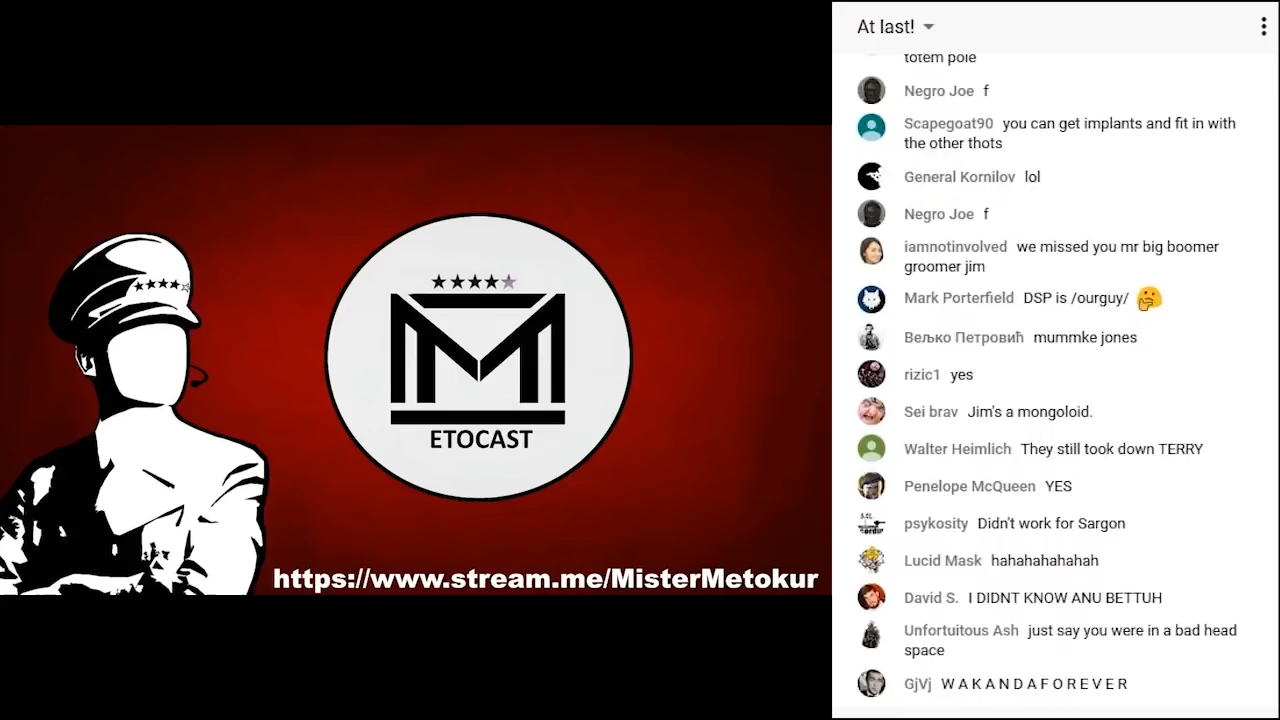 At last!
totem pole
Negro Joe f
Scapegoat90 you can get implants and fit in with
the other thots
General Kornilov lol
Negro Joe f
iamnotinvolved we missed you mr big boomer
groomer jim
Mark Porterfield DSP is /ourguy/ 🤔
Вељко Петровић mummke jones
rizic1 yes
Sei brav Jim's a mongoloid.
Walter Heimlich They still took down TERRY
Penelope McQueen YES
psykosity Didn't work for Sargon
Lucid Mask hahahahahahah
David S. I DIDNT KNOW ANU BETTUH
Unfortuitous Ash just say you were in a bad head
space
GjVj W A K A N D A F O R E V E R
M
ETOCAST
https://www.stream.me/MisterMetokur